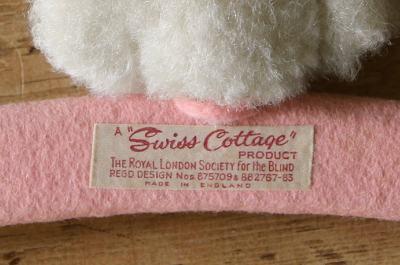 A "Swiss Cottage"
PRODUCT
THE ROYAL LONDON SOCIETY for the BLIND
REGD DESIGN Nos 875709 & 882767-83
MADE IN ENGLAND